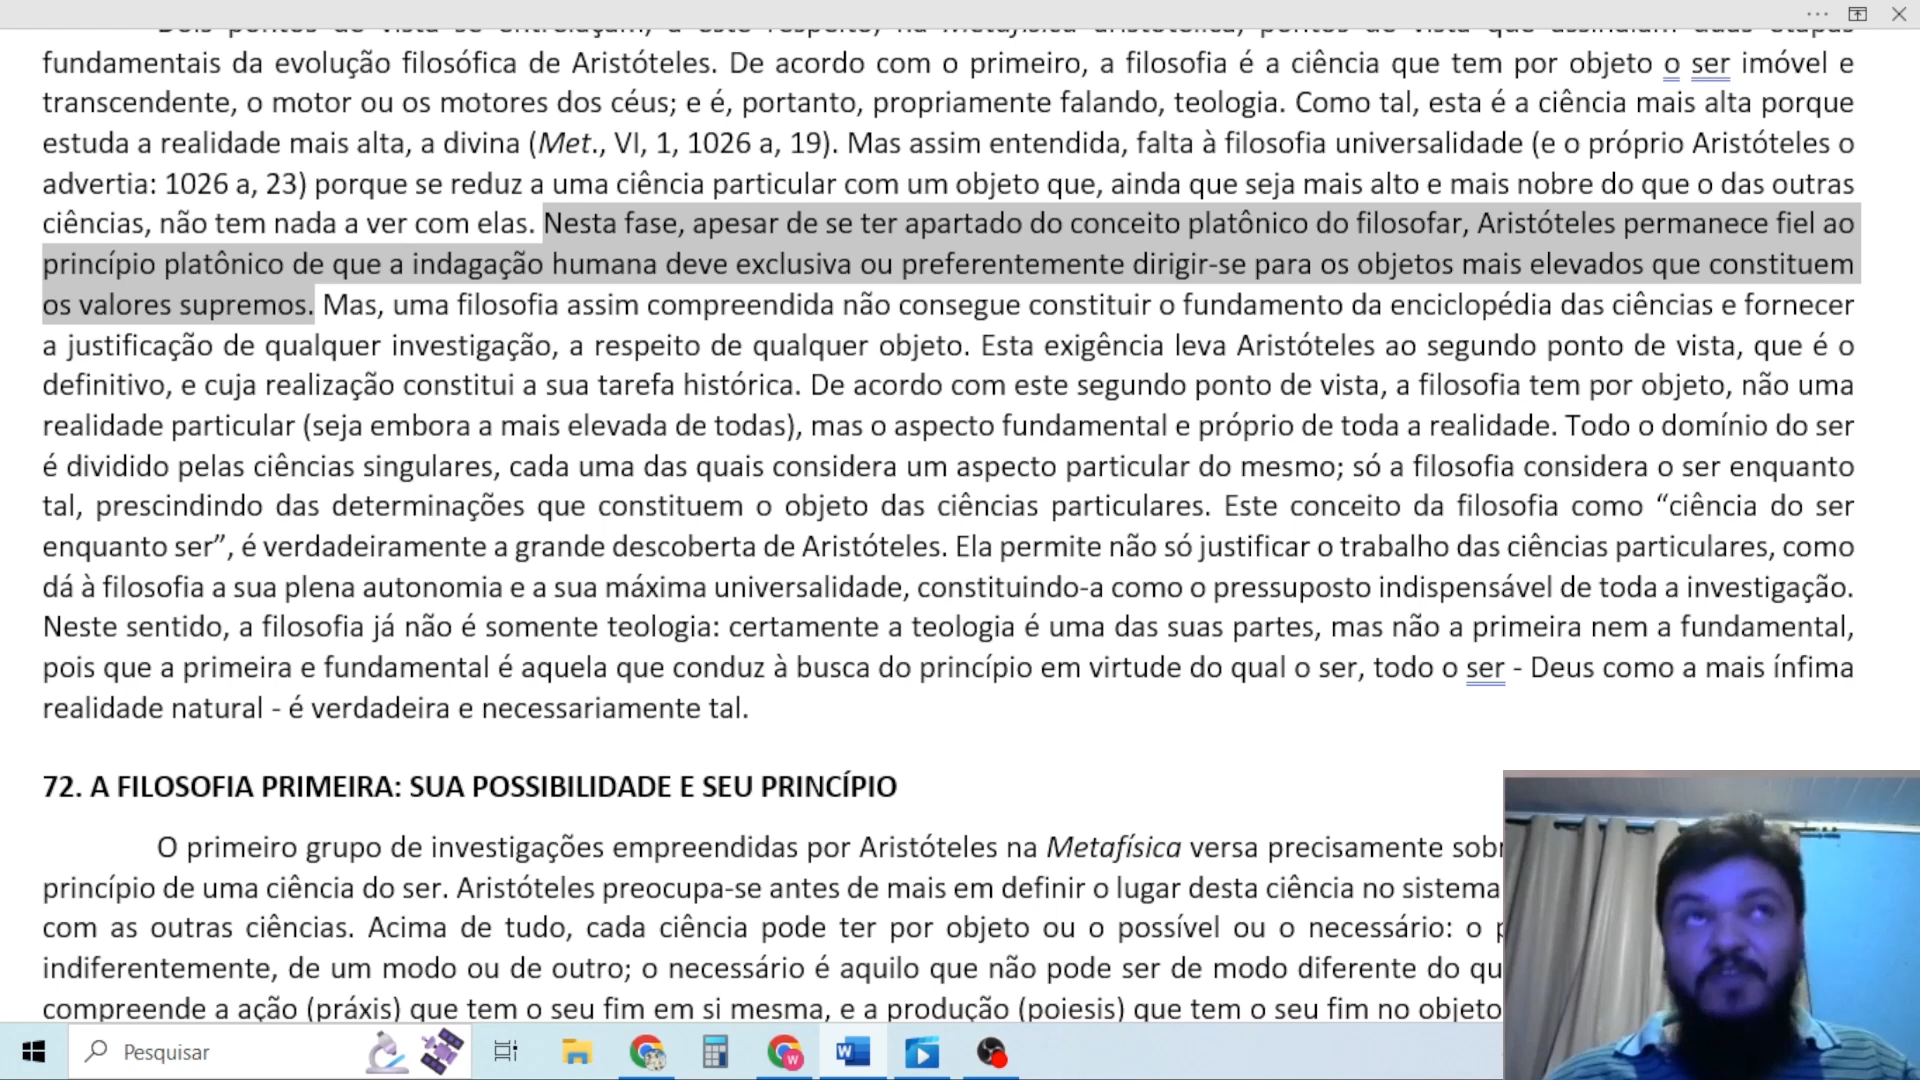 fundamentais da evolução filosófica de Aristóteles. De acordo com o primeiro, a filosofia é a ciência que tem por objeto o ser imóvel e
transcendente, o motor ou os motores dos céus; e é, portanto, propriamente falando, teologia. Como tal, esta é a ciência mais alta porque
estuda a realidade mais alta, a divina (Met., VI, 1, 1026 a, 19). Mas assim entendida, falta à filosofia universalidade (e o próprio Aristóteles o
advertia: 1026 a, 23) porque se reduz a uma ciência particular com um objeto que, ainda que seja mais alto e mais nobre do que o das outras
ciências, não tem nada a ver com elas. Nesta fase, apesar de se ter apartado do conceito platônico do filosofar, Aristóteles permanece fiel ao
princípio platônico de que a indagação humana deve exclusiva ou preferentemente dirigir-se para os objetos mais elevados que constituem
os valores supremos. Mas, uma filosofia assim compreendida não consegue constituir o fundamento da enciclopédia das ciências e fornecer
a justificação de qualquer investigação, a respeito de qualquer objeto. Esta exigência leva Aristóteles ao segundo ponto de vista, que é o
definitivo, e cuja realização constitui a sua tarefa histórica. De acordo com este segundo ponto de vista, a filosofia tem por objeto, não uma
realidade particular (seja embora a mais elevada de todas), mas o aspecto fundamental e próprio de toda a realidade. Todo o domínio do ser
é dividido pelas ciências singulares, cada uma das quais considera um aspecto particular do mesmo; só a filosofia considera o ser enquanto
tal, prescindindo das determinações que constituem o objeto das ciências particulares. Este conceito da filosofia como “ciência do ser
enquanto ser”, é verdadeiramente a grande descoberta de Aristóteles. Ela permite não só justificar o trabalho das ciências particulares, como
dá à filosofia a sua plena autonomia e a sua máxima universalidade, constituindo-a como o pressuposto indispensável de toda a investigação.
Neste sentido, a filosofia já não é somente teologia: certamente a teologia é uma das suas partes, mas não a primeira nem a fundamental,
pois que a primeira e fundamental é aquela que conduz à busca do princípio em virtude do qual o ser, todo o ser - Deus como a mais ínfima
realidade natural - é verdadeira e necessariamente tal.
72. A FILOSOFIA PRIMEIRA: SUA POSSIBILIDADE E SEU PRINCÍPIO
O primeiro grupo de investigações empreendidas por Aristóteles na Metafísica versa precisamente
princípio de uma ciência do ser. Aristóteles preocupa-se antes de mais em definir o lugar desta ciência no sistema
com as outras ciências. Acima de tudo, cada ciência pode ter por objeto ou o possível ou o necessário: o
indiferentemente, de um modo ou de outro; o necessário é aquilo que não pode ser de modo diferente do
compreende a ação (práxis) que tem o seu fim em si mesma, e a produção (poiesis) que tem o seu fim no objeto
Pesquisar